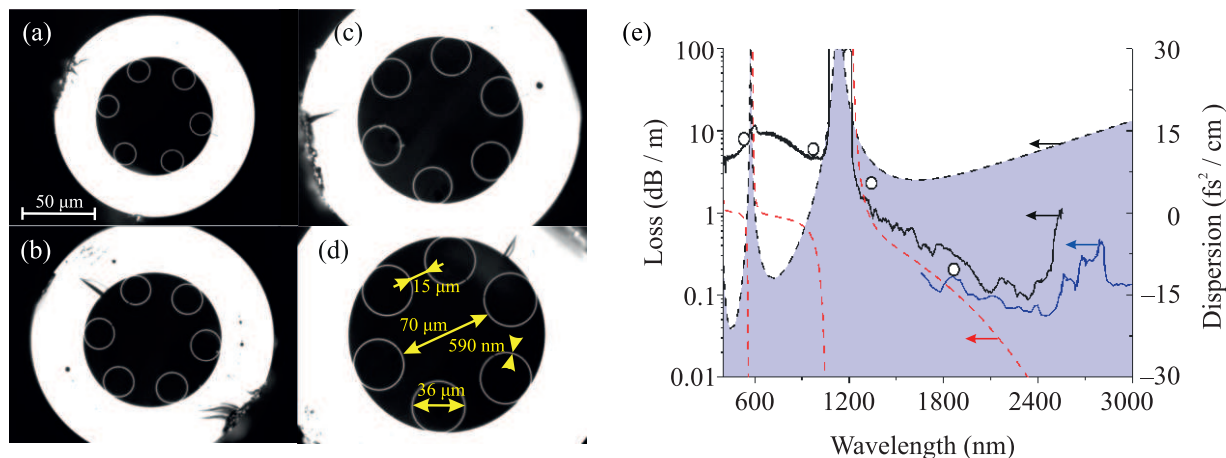 (a)
(c)
50 μm
(b)
(d)
15 μm
70 μm
590 nm
36 μm
(e)
Loss (dB / m)
100
10
1
0.1
0.01
600
1200
1800
2400
3000
Wavelength (nm)
30
15
0
−15
−30
Dispersion (fs² / cm)